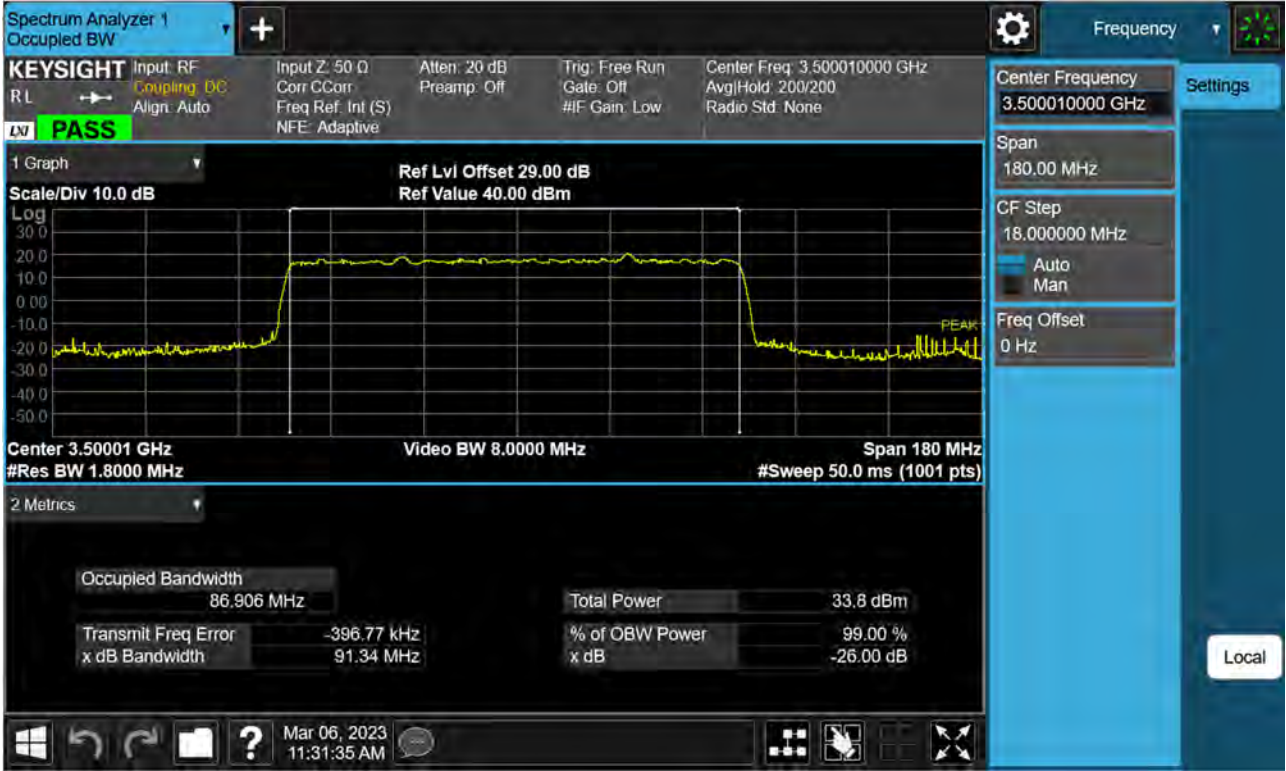 Spectrum Analyzer 1
Occupied BW
Frequency
KEYSIGHT
R L
LXI
PASS
Input: RF
Coupling: DC
Align: Auto
Input Z: 50 Ω
Corr CCorr
Freq Ref: Int (S)
NFE: Adaptive
Atten: 20 dB
Preamp: Off
Trig: Free Run
Gate: Off
#IF Gain: Low
Center Freq: 3.500010000 GHz
Avg|Hold: 200/200
Radio Std: None
Center Frequency
3.500010000 GHz
Settings
Span
180.00 MHz
CF Step
18.000000 MHz
Auto
Man
Freq Offset
0 Hz
Local
1 Graph
Scale/Div 10.0 dB
Ref Lvl Offset 29.00 dB
Ref Value 40.00 dBm
Log
30.0
20.0
10.0
0.00
-10.0
-20.0
-30.0
-40.0
-50.0
PEAK
Center 3.50001 GHz
#Res BW 1.8000 MHz
Video BW 8.0000 MHz
Span 180 MHz
#Sweep 50.0 ms (1001 pts)
2 Metrics
Occupied Bandwidth
86.906 MHz
Total Power 33.8 dBm
Transmit Freq Error -396.77 kHz
% of OBW Power 99.00 %
x dB Bandwidth 91.34 MHz
x dB -26.00 dB
?
Mar 06, 2023
11:31:35 AM